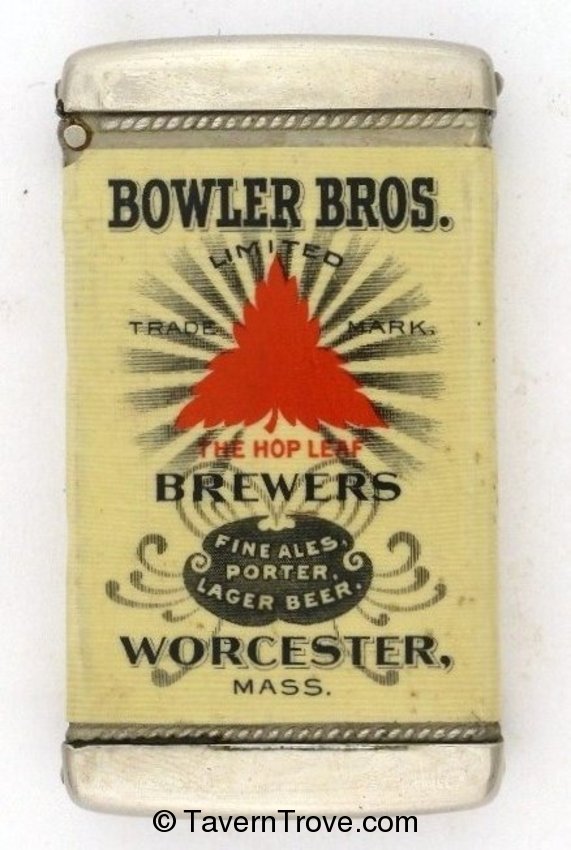 BOWLER BROS.
LIMITED
TRADE MARK.
THE HOP LEAF
BREWERS
FINE ALES,
PORTER,
LAGER BEER.
WORCESTER,
MASS.
© TavernTrove.com